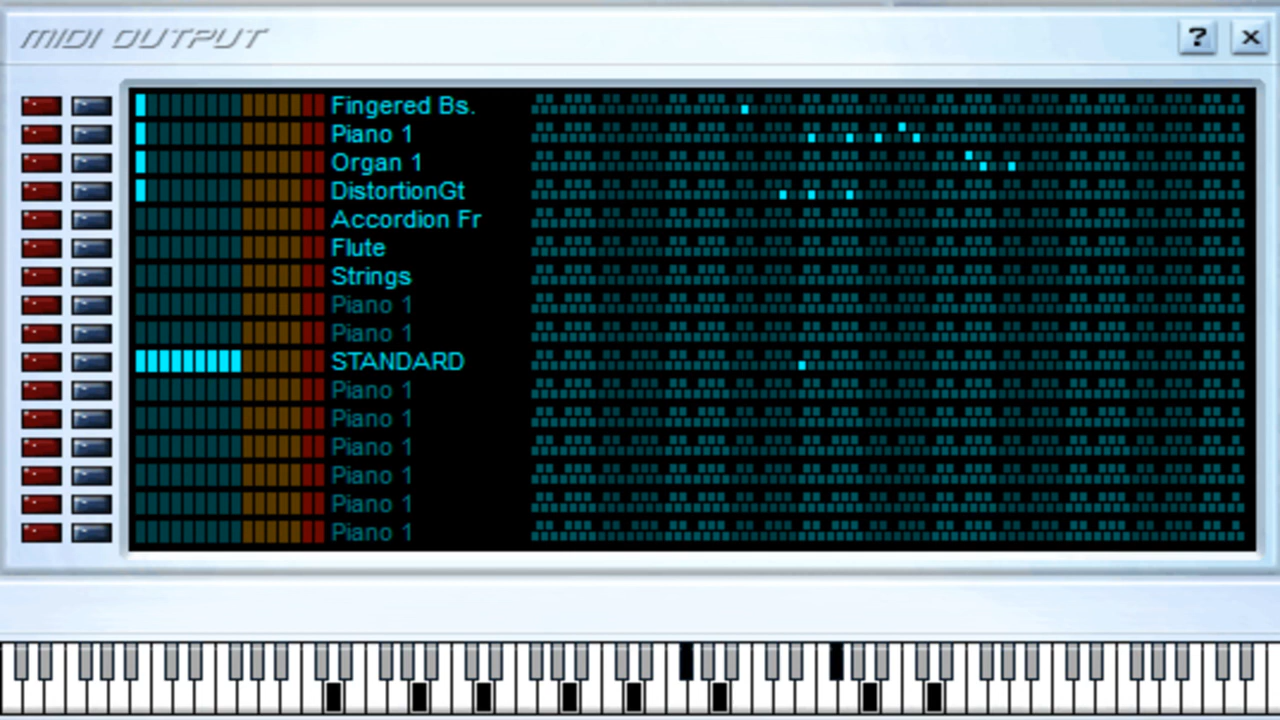 MIDI OUTPUT ? ×
Fingered Bs.
Piano 1
Organ 1
DistortionGt
Accordion Fr
Flute
Strings
Piano 1
Piano 1
STANDARD
Piano 1
Piano 1
Piano 1
Piano 1
Piano 1
Piano 1